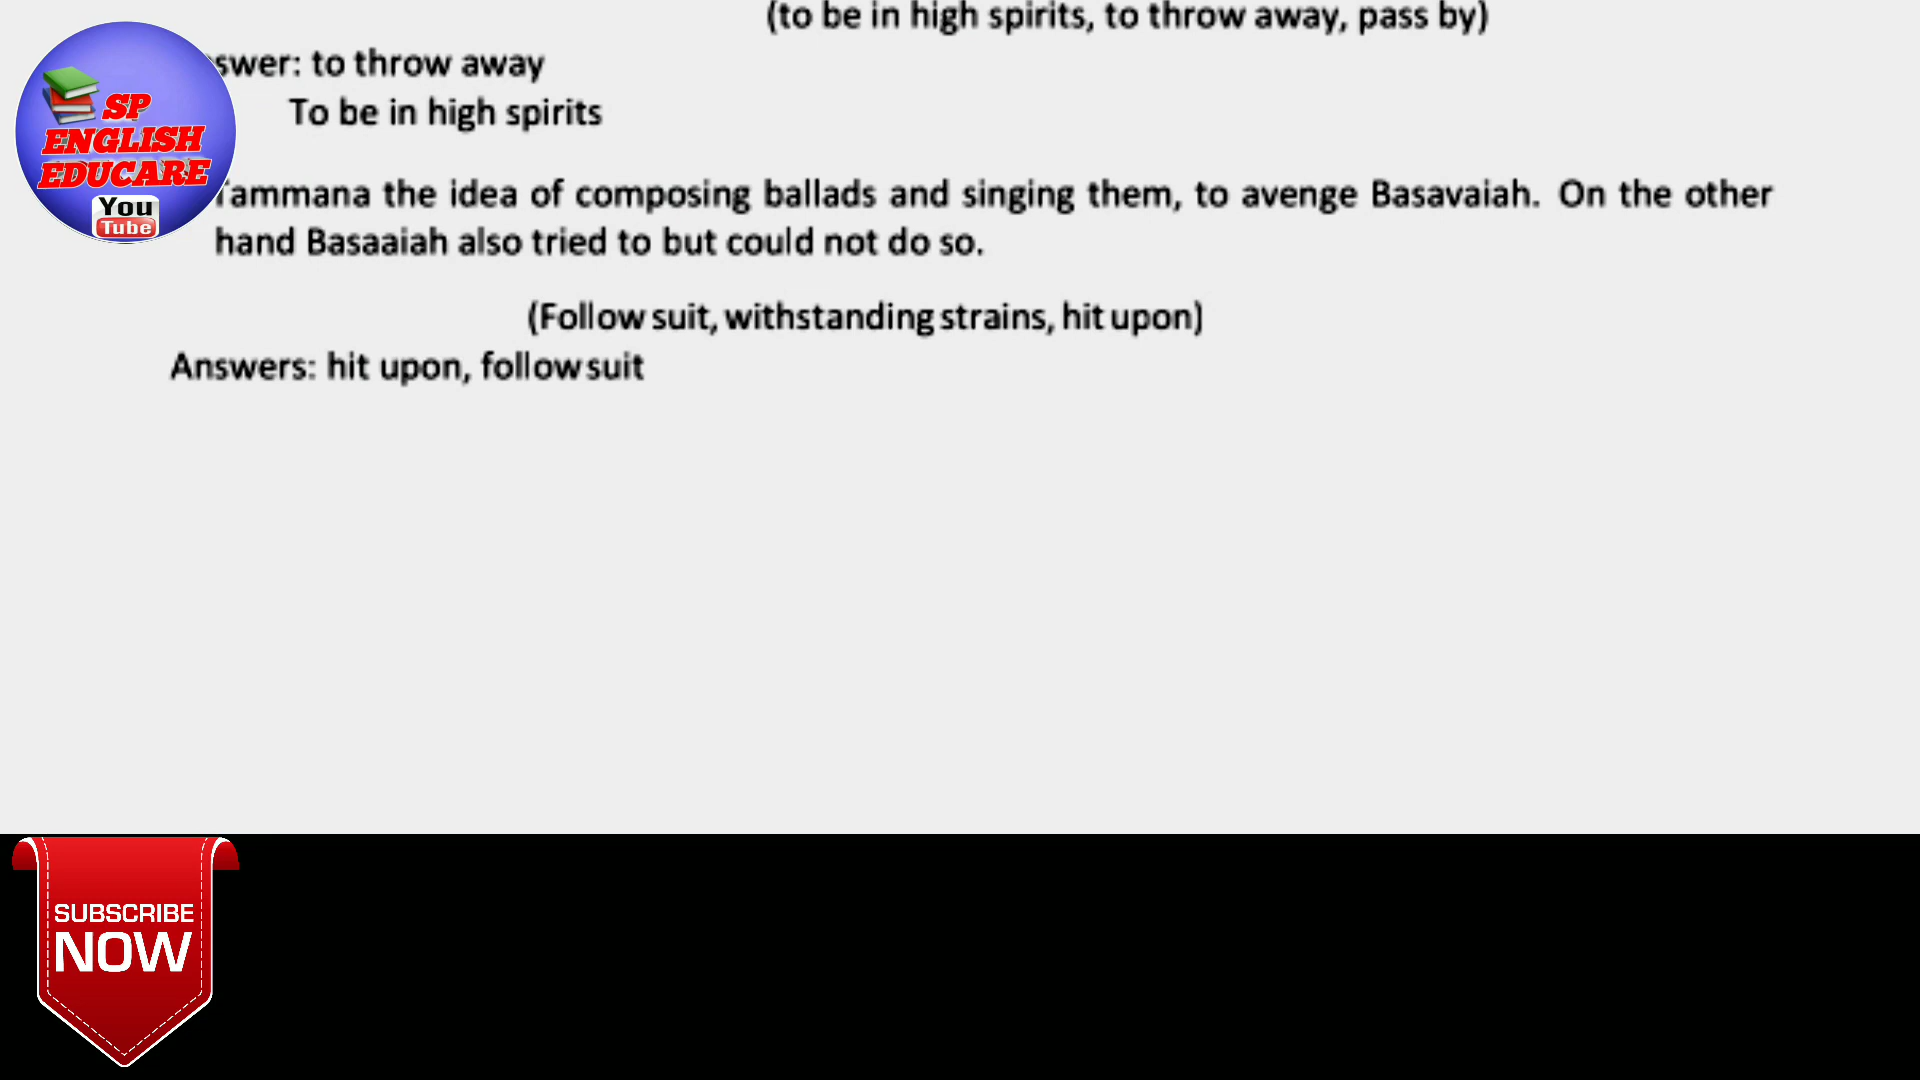 (to be in high spirits, to throw away, pass by)
swer: to throw away
To be in high spirits
SP
ENGLISH
EDUCARE
You
Tube
Tammana the idea of composing ballads and singing them, to avenge Basavaiah. On the other
hand Basaaiah also tried to but could not do so.
(Follow suit, withstanding strains, hit upon)
Answers: hit upon, follow suit
SUBSCRIBE
NOW